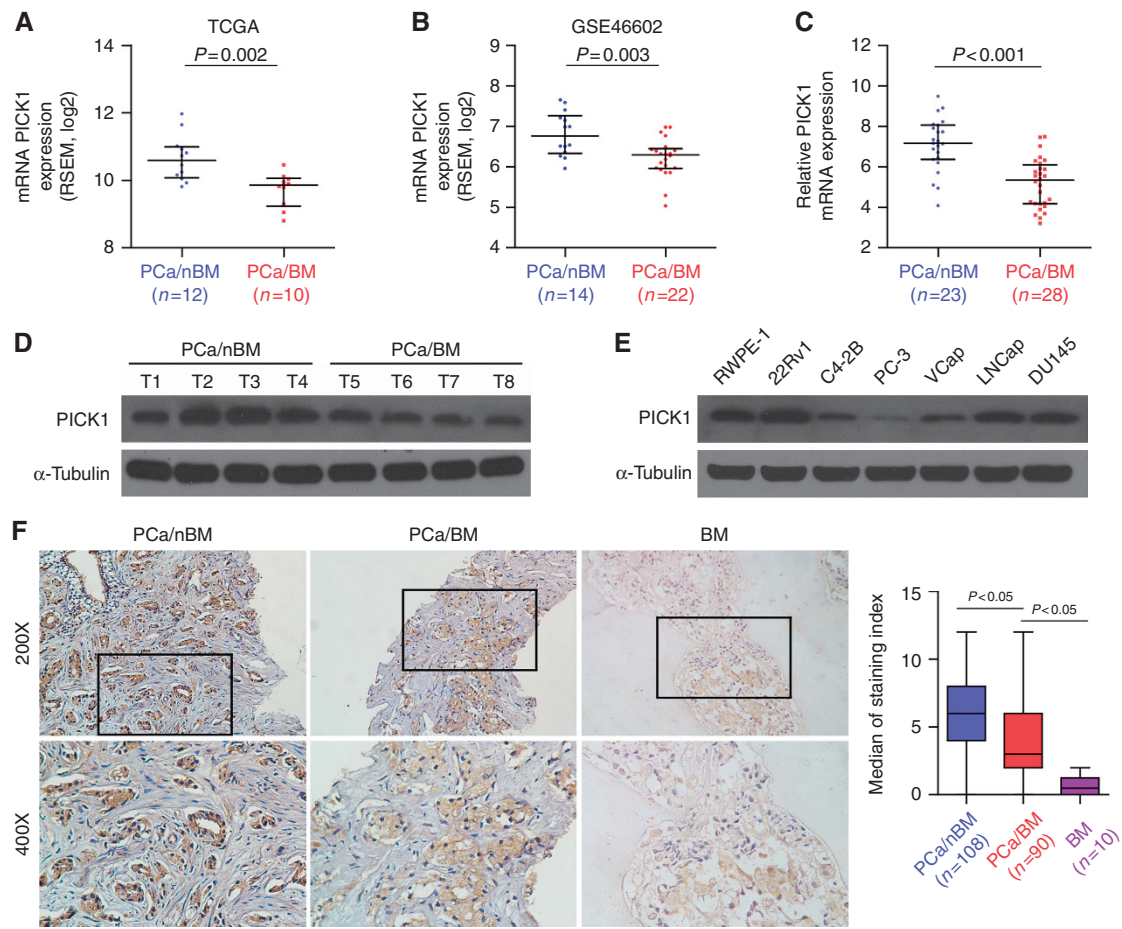 A
TCGA
P=0.002
mRNA PICK1
expression
(RSEM, log2)
14
12
10
8
PCa/nBM
(n=12)
PCa/BM
(n=10)
B
GSE46602
P=0.003
mRNA PICK1
expression
(RSEM, log2)
9
8
7
6
5
4
PCa/nBM
(n=14)
PCa/BM
(n=22)
C
P<0.001
Relative PICK1
mRNA expression
12
10
8
6
4
2
PCa/nBM
(n=23)
PCa/BM
(n=28)
D
PCa/nBM
PCa/BM
T1 T2 T3 T4 T5 T6 T7 T8
PICK1
α-Tubulin
E
RWPE-1 22Rv1 C4-2B PC-3 VCap LNCap DU145
PICK1
α-Tubulin
F
PCa/nBM
PCa/BM
BM
200X
400X
Median of staining index
15
10
5
0
P<0.05
P<0.05
PCa/nBM
(n=108)
PCa/BM
(n=90)
BM
(n=10)